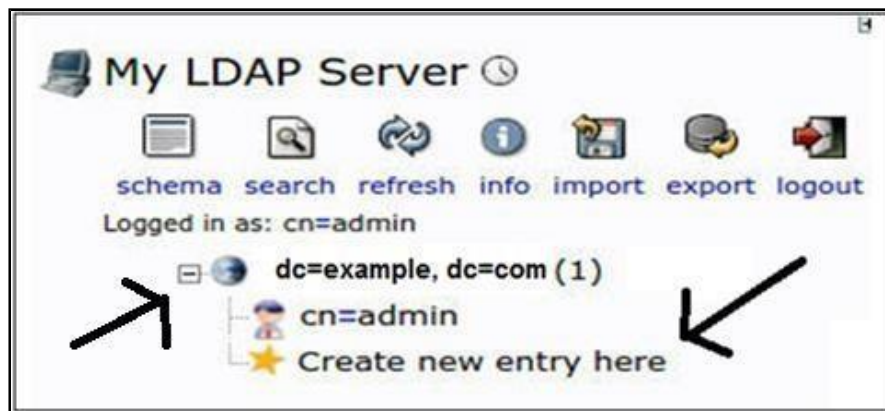 My LDAP Server
schema search refresh info import export logout
Logged in as: cn=admin
dc=example, dc=com (1)
cn=admin
Create new entry here